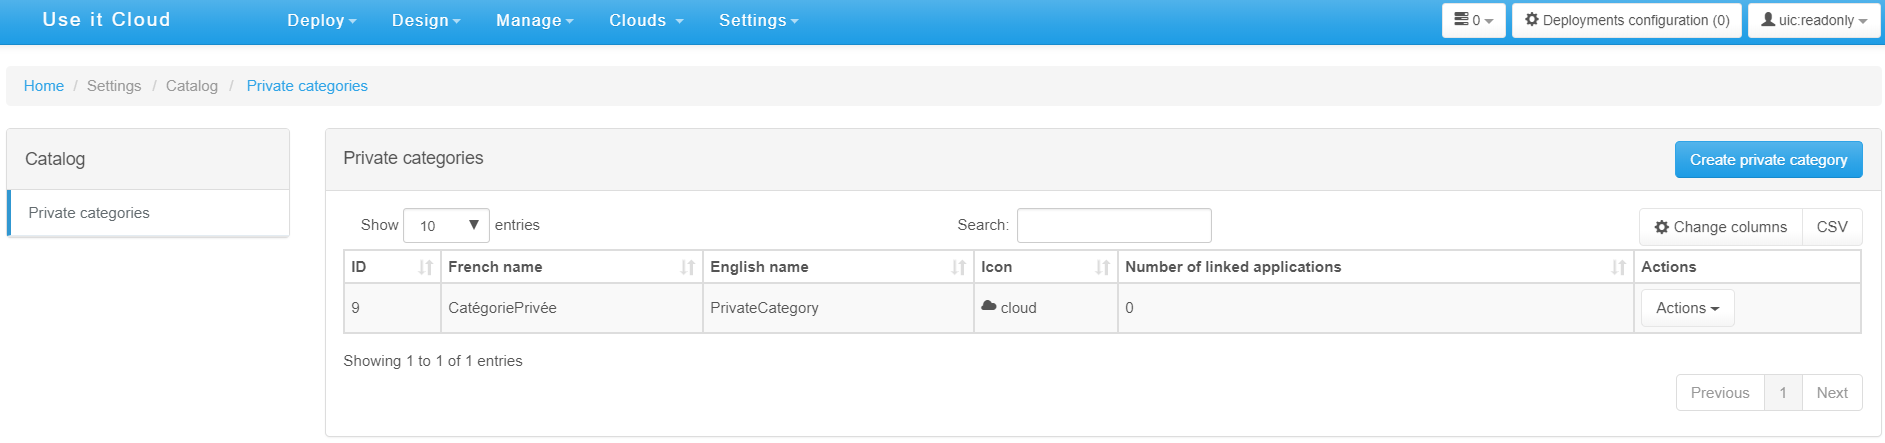 Use it Cloud Deploy Design Manage Clouds Settings 0 Deployments configuration (0) uic:readonly
Home / Settings / Catalog / Private categories
Catalog
Private categories
Private categories
Create private category
Show 10 entries Search: Change columns CSV
ID French name English name Icon Number of linked applications Actions
9 CatégoriePrivée PrivateCategory cloud 0 Actions
Showing 1 to 1 of 1 entries
Previous 1 Next